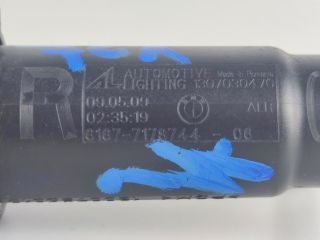 R
AL AUTOMOTIVE LIGHTING
Made in Romania
1307030470
09.05.09
02:35:19
ALR
6167-7178744 - 06